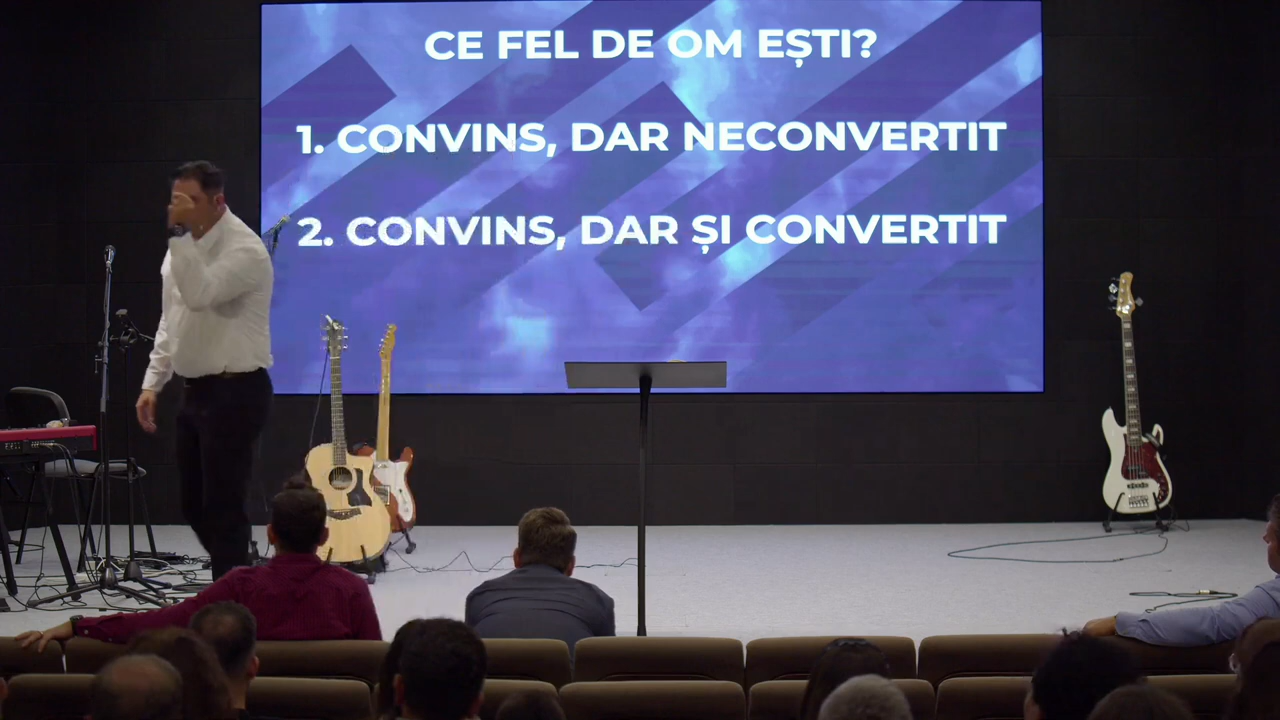 CE FEL DE OM EȘTI?
1. CONVINS, DAR NECONVERTIT
2. CONVINS, DAR ȘI CONVERTIT